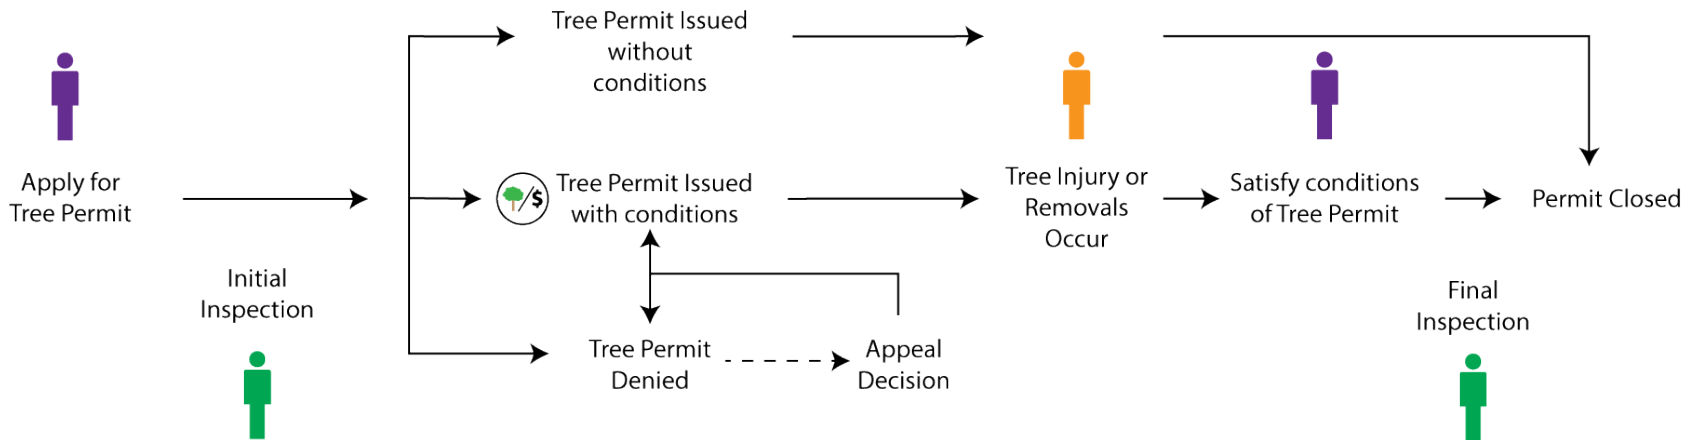 Apply for
Tree Permit
Initial
Inspection
Tree Permit Issued
without
conditions
/$
Tree Permit Issued
with conditions
Tree Permit
Denied
Appeal
Decision
Tree Injury or
Removals
Occur
Satisfy conditions
of Tree Permit
Final
Inspection
Permit Closed